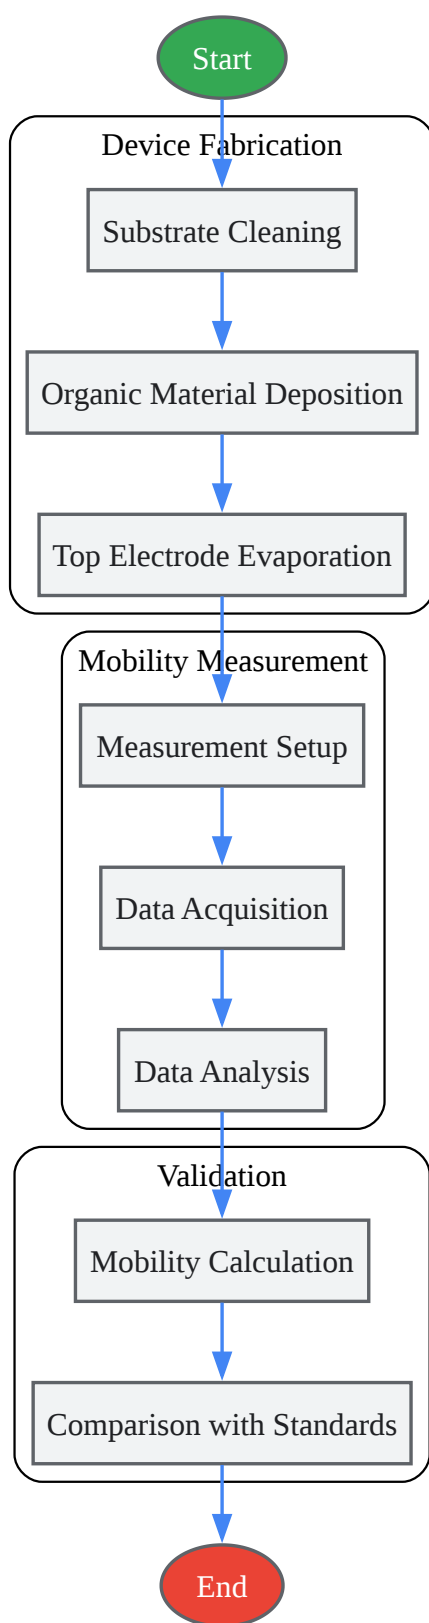 Start
Device Fabrication
Substrate Cleaning
Organic Material Deposition
Top Electrode Evaporation
Mobility Measurement
Measurement Setup
Data Acquisition
Data Analysis
Validation
Mobility Calculation
Comparison with Standards
End